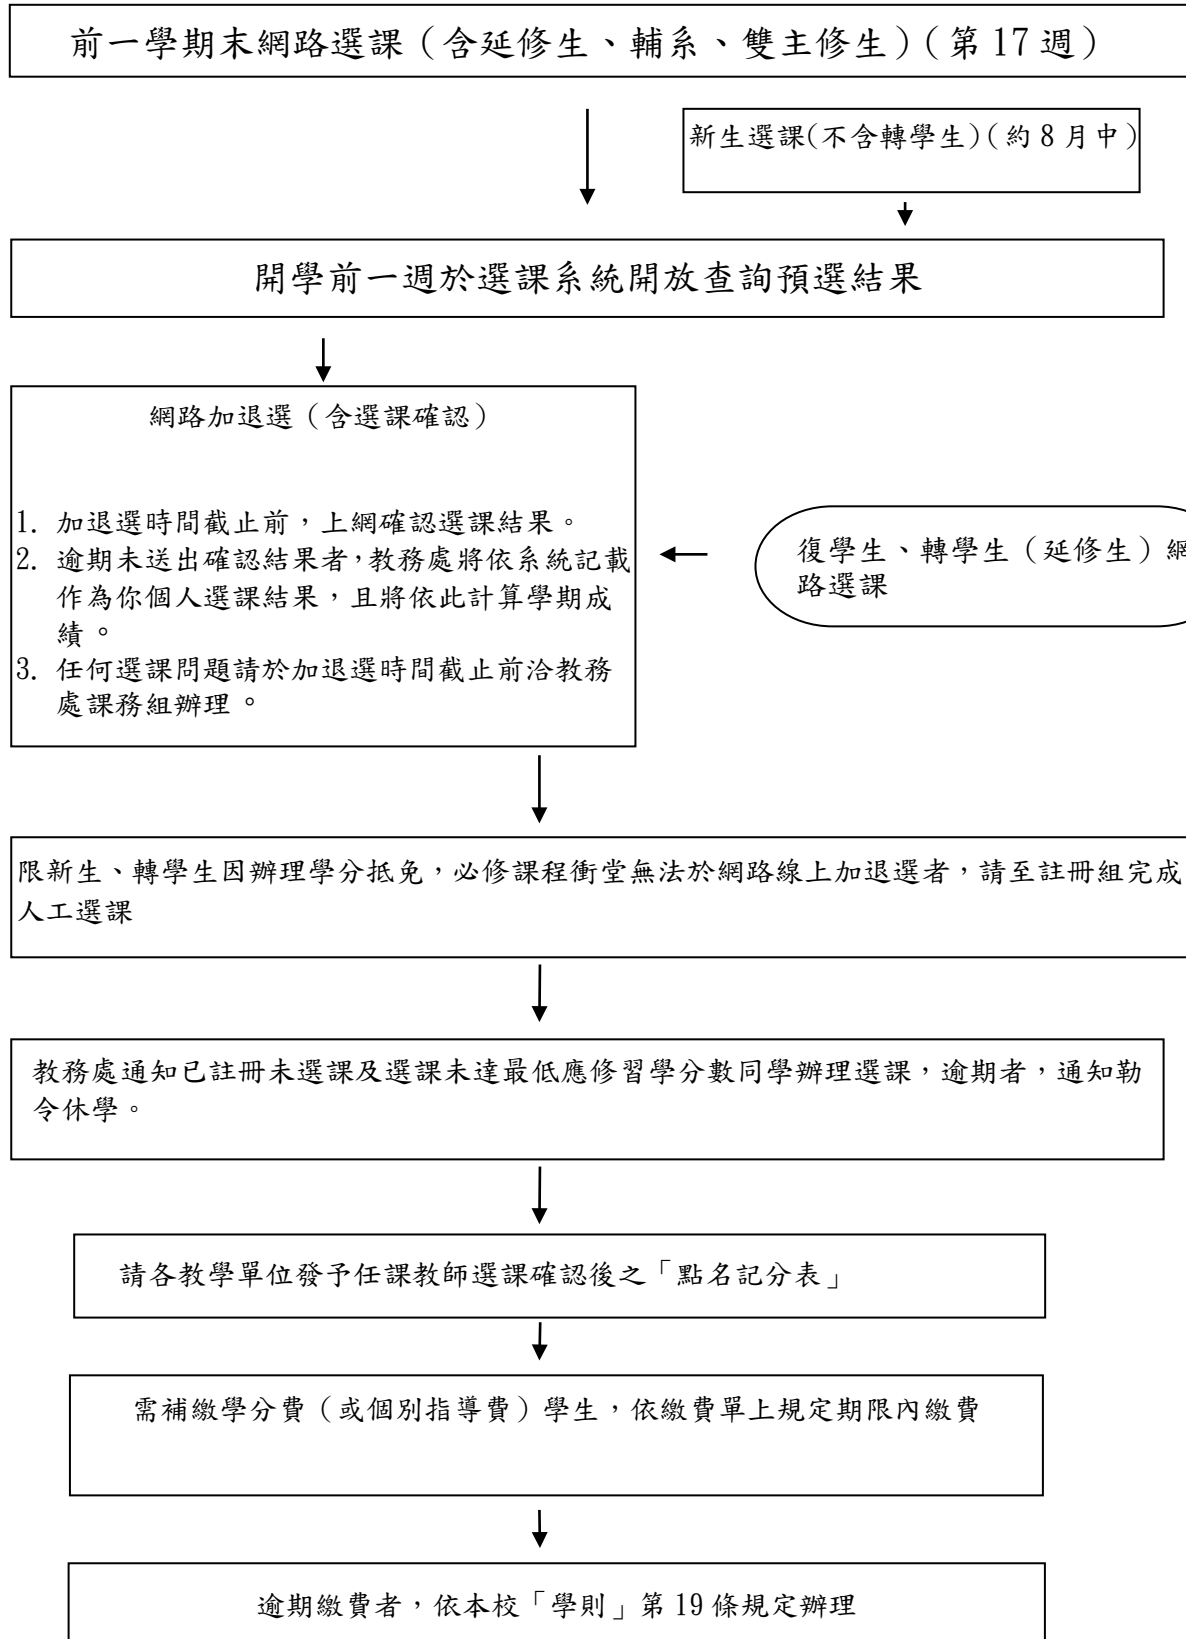 前一學期末網路選課（含延修生、輔系、雙主修生）（第 17 週）
新生選課(不含轉學生)（約 8 月中）
開學前一週於選課系統開放查詢預選結果
網路加退選（含選課確認）
1. 加退選時間截止前，上網確認選課結果。
2. 逾期未送出確認結果者，教務處將依系統記載
作為你個人選課結果，且將依此計算學期成
績。
3. 任何選課問題請於加退選時間截止前洽教務
處課務組辦理。
復學生、轉學生（延修生）網
路選課
限新生、轉學生因辦理學分抵免，必修課程衝堂無法於網路線上加退選者，請至註冊組完成
人工選課
教務處通知已註冊未選課及選課未達最低應修習學分數同學辦理選課，逾期者，通知勒
令休學。
請各教學單位發予任課教師選課確認後之「點名記分表」
需補繳學分費（或個別指導費）學生，依繳費單上規定期限內繳費
逾期繳費者，依本校「學則」第 19 條規定辦理